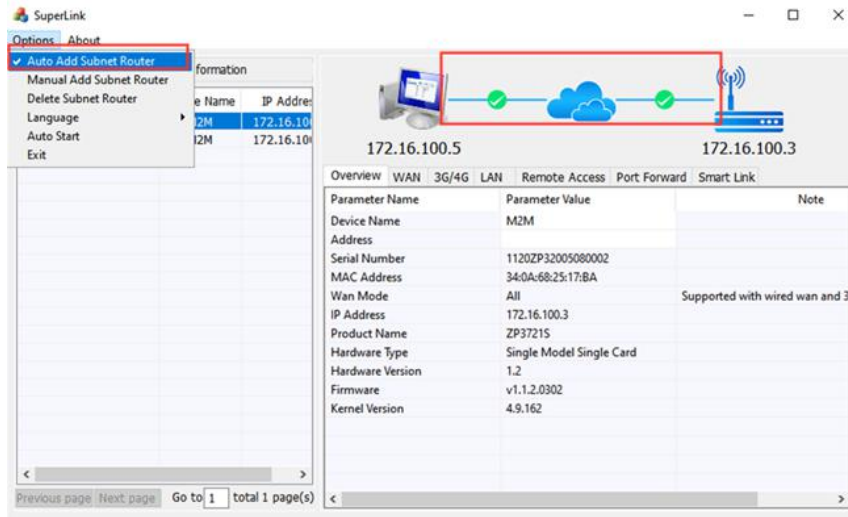 SuperLink
Options About
Auto Add Subnet Router
Manual Add Subnet Router
Delete Subnet Router
Language
Auto Start
Exit
formation
e Name IP Addre
2M 172.16.10
I2M 172.16.10
172.16.100.5 172.16.100.3
Overview WAN 3G/4G LAN Remote Access Port Forward Smart Link
Parameter Name Parameter Value Note
Device Name M2M
Address
Serial Number 1120ZP32005080002
MAC Address 34:0A:68:25:17:BA
Wan Mode All Supported with wired wan and 3
IP Address 172.16.100.3
Product Name ZP3721S
Hardware Type Single Model Single Card
Hardware Version 1.2
Firmware v1.1.2.0302
Kernel Version 4.9.162
Previous page Next page Go to 1 total 1 page(s)